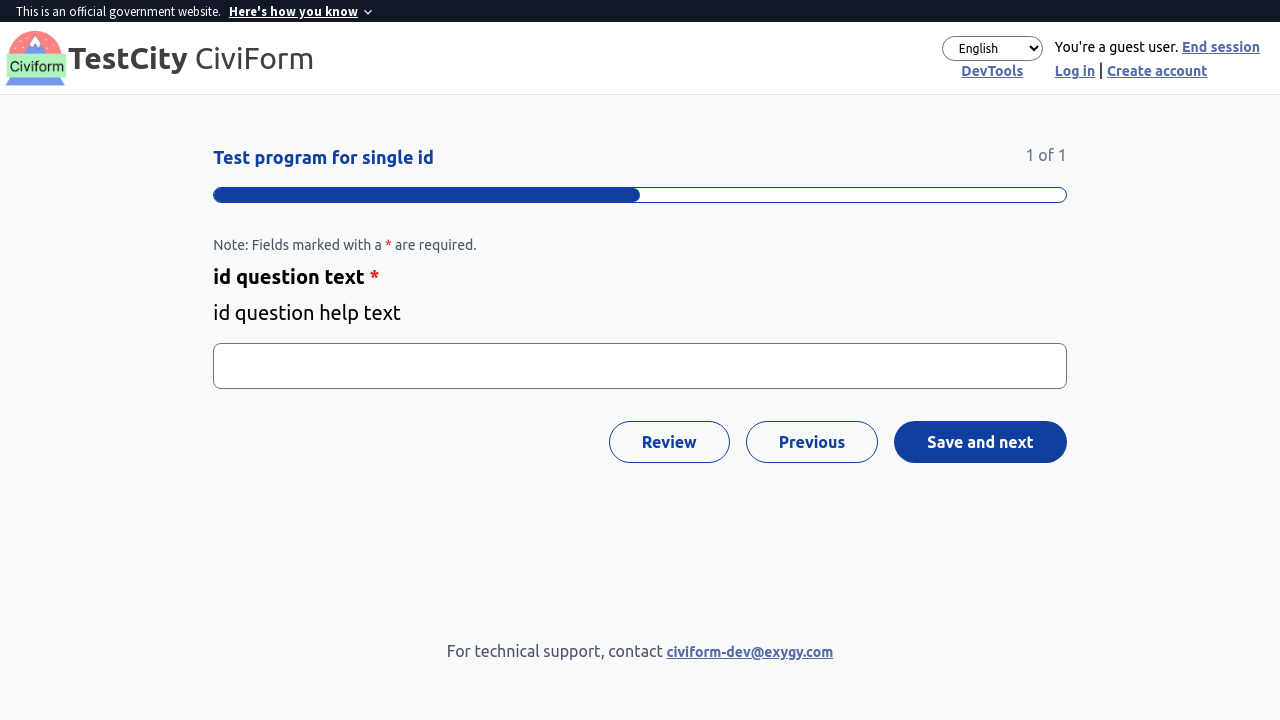 This is an official government website. Here's how you know
Civiform
TestCity CiviForm
English
You're a guest user. End session
DevTools
Log in | Create account
Test program for single id
1 of 1
Note: Fields marked with a * are required.
id question text *
id question help text
Review
Previous
Save and next
For technical support, contact civiform-dev@exygy.com